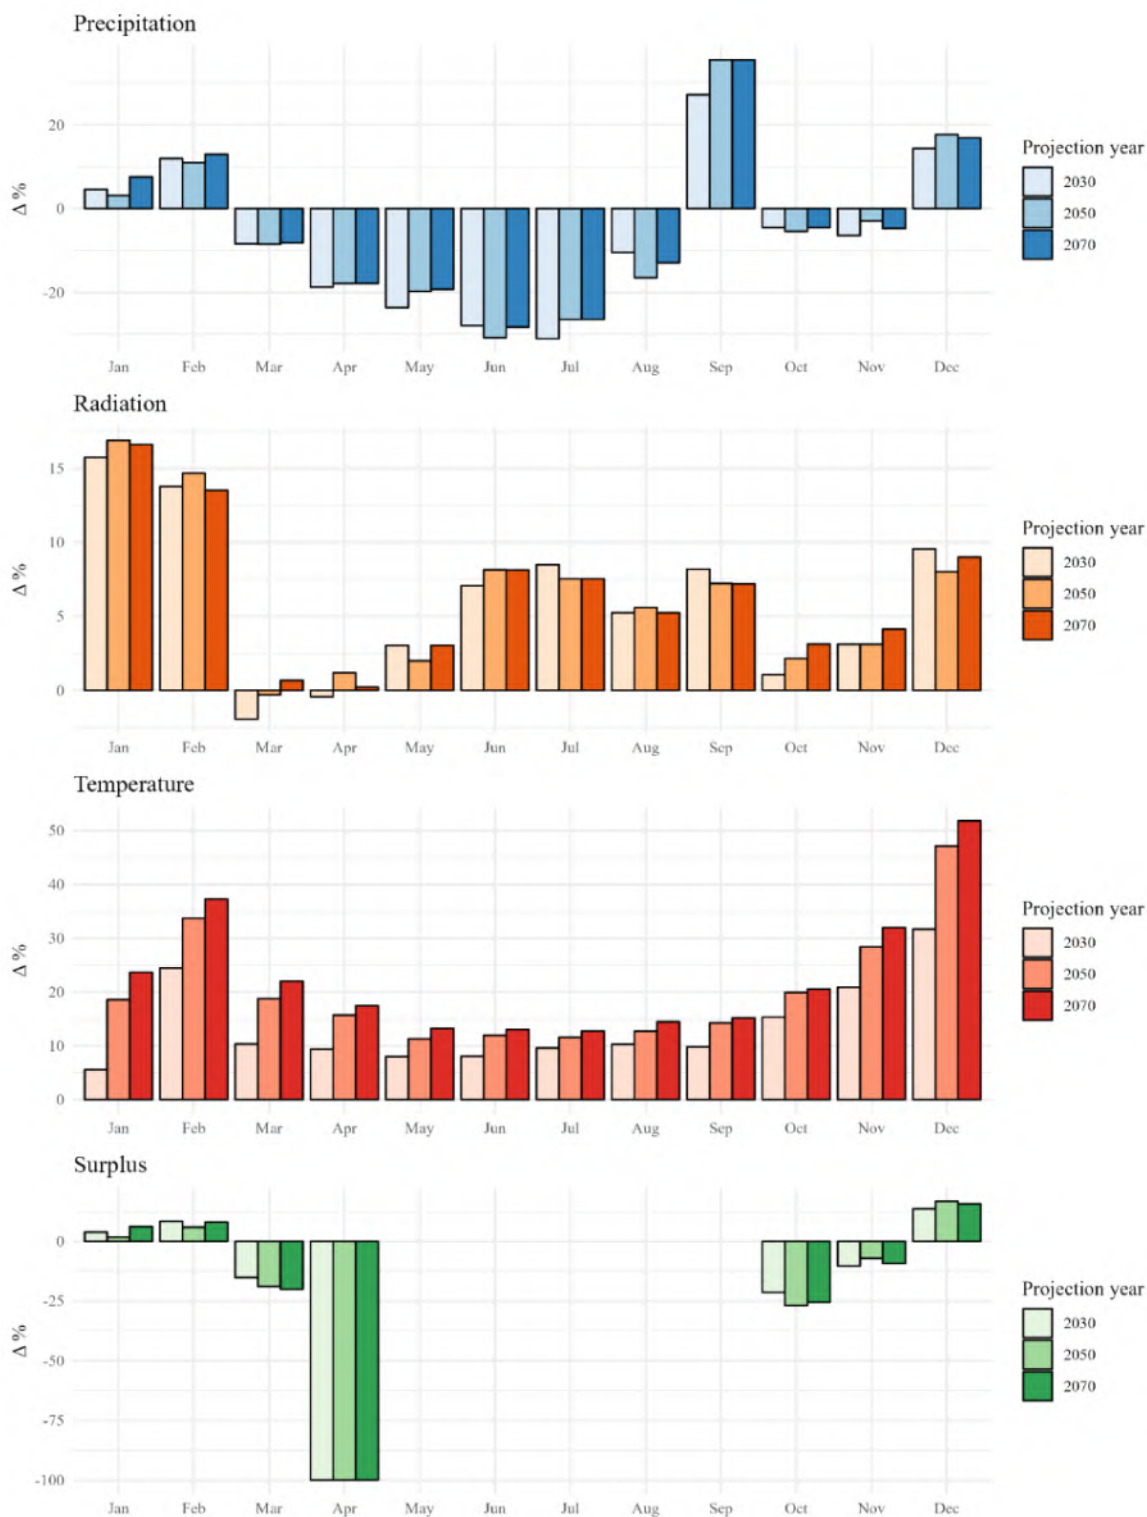 Precipitation
20
0
-20
Δ %
Jan Feb Mar Apr May Jun Jul Aug Sep Oct Nov Dec
Projection year
2030
2050
2070
Radiation
15
10
5
0
Δ %
Jan Feb Mar Apr May Jun Jul Aug Sep Oct Nov Dec
Projection year
2030
2050
2070
Temperature
50
40
30
20
10
0
Δ %
Jan Feb Mar Apr May Jun Jul Aug Sep Oct Nov Dec
Projection year
2030
2050
2070
Surplus
0
-25
-50
-75
-100
Δ %
Jan Feb Mar Apr May Jun Jul Aug Sep Oct Nov Dec
Projection year
2030
2050
2070